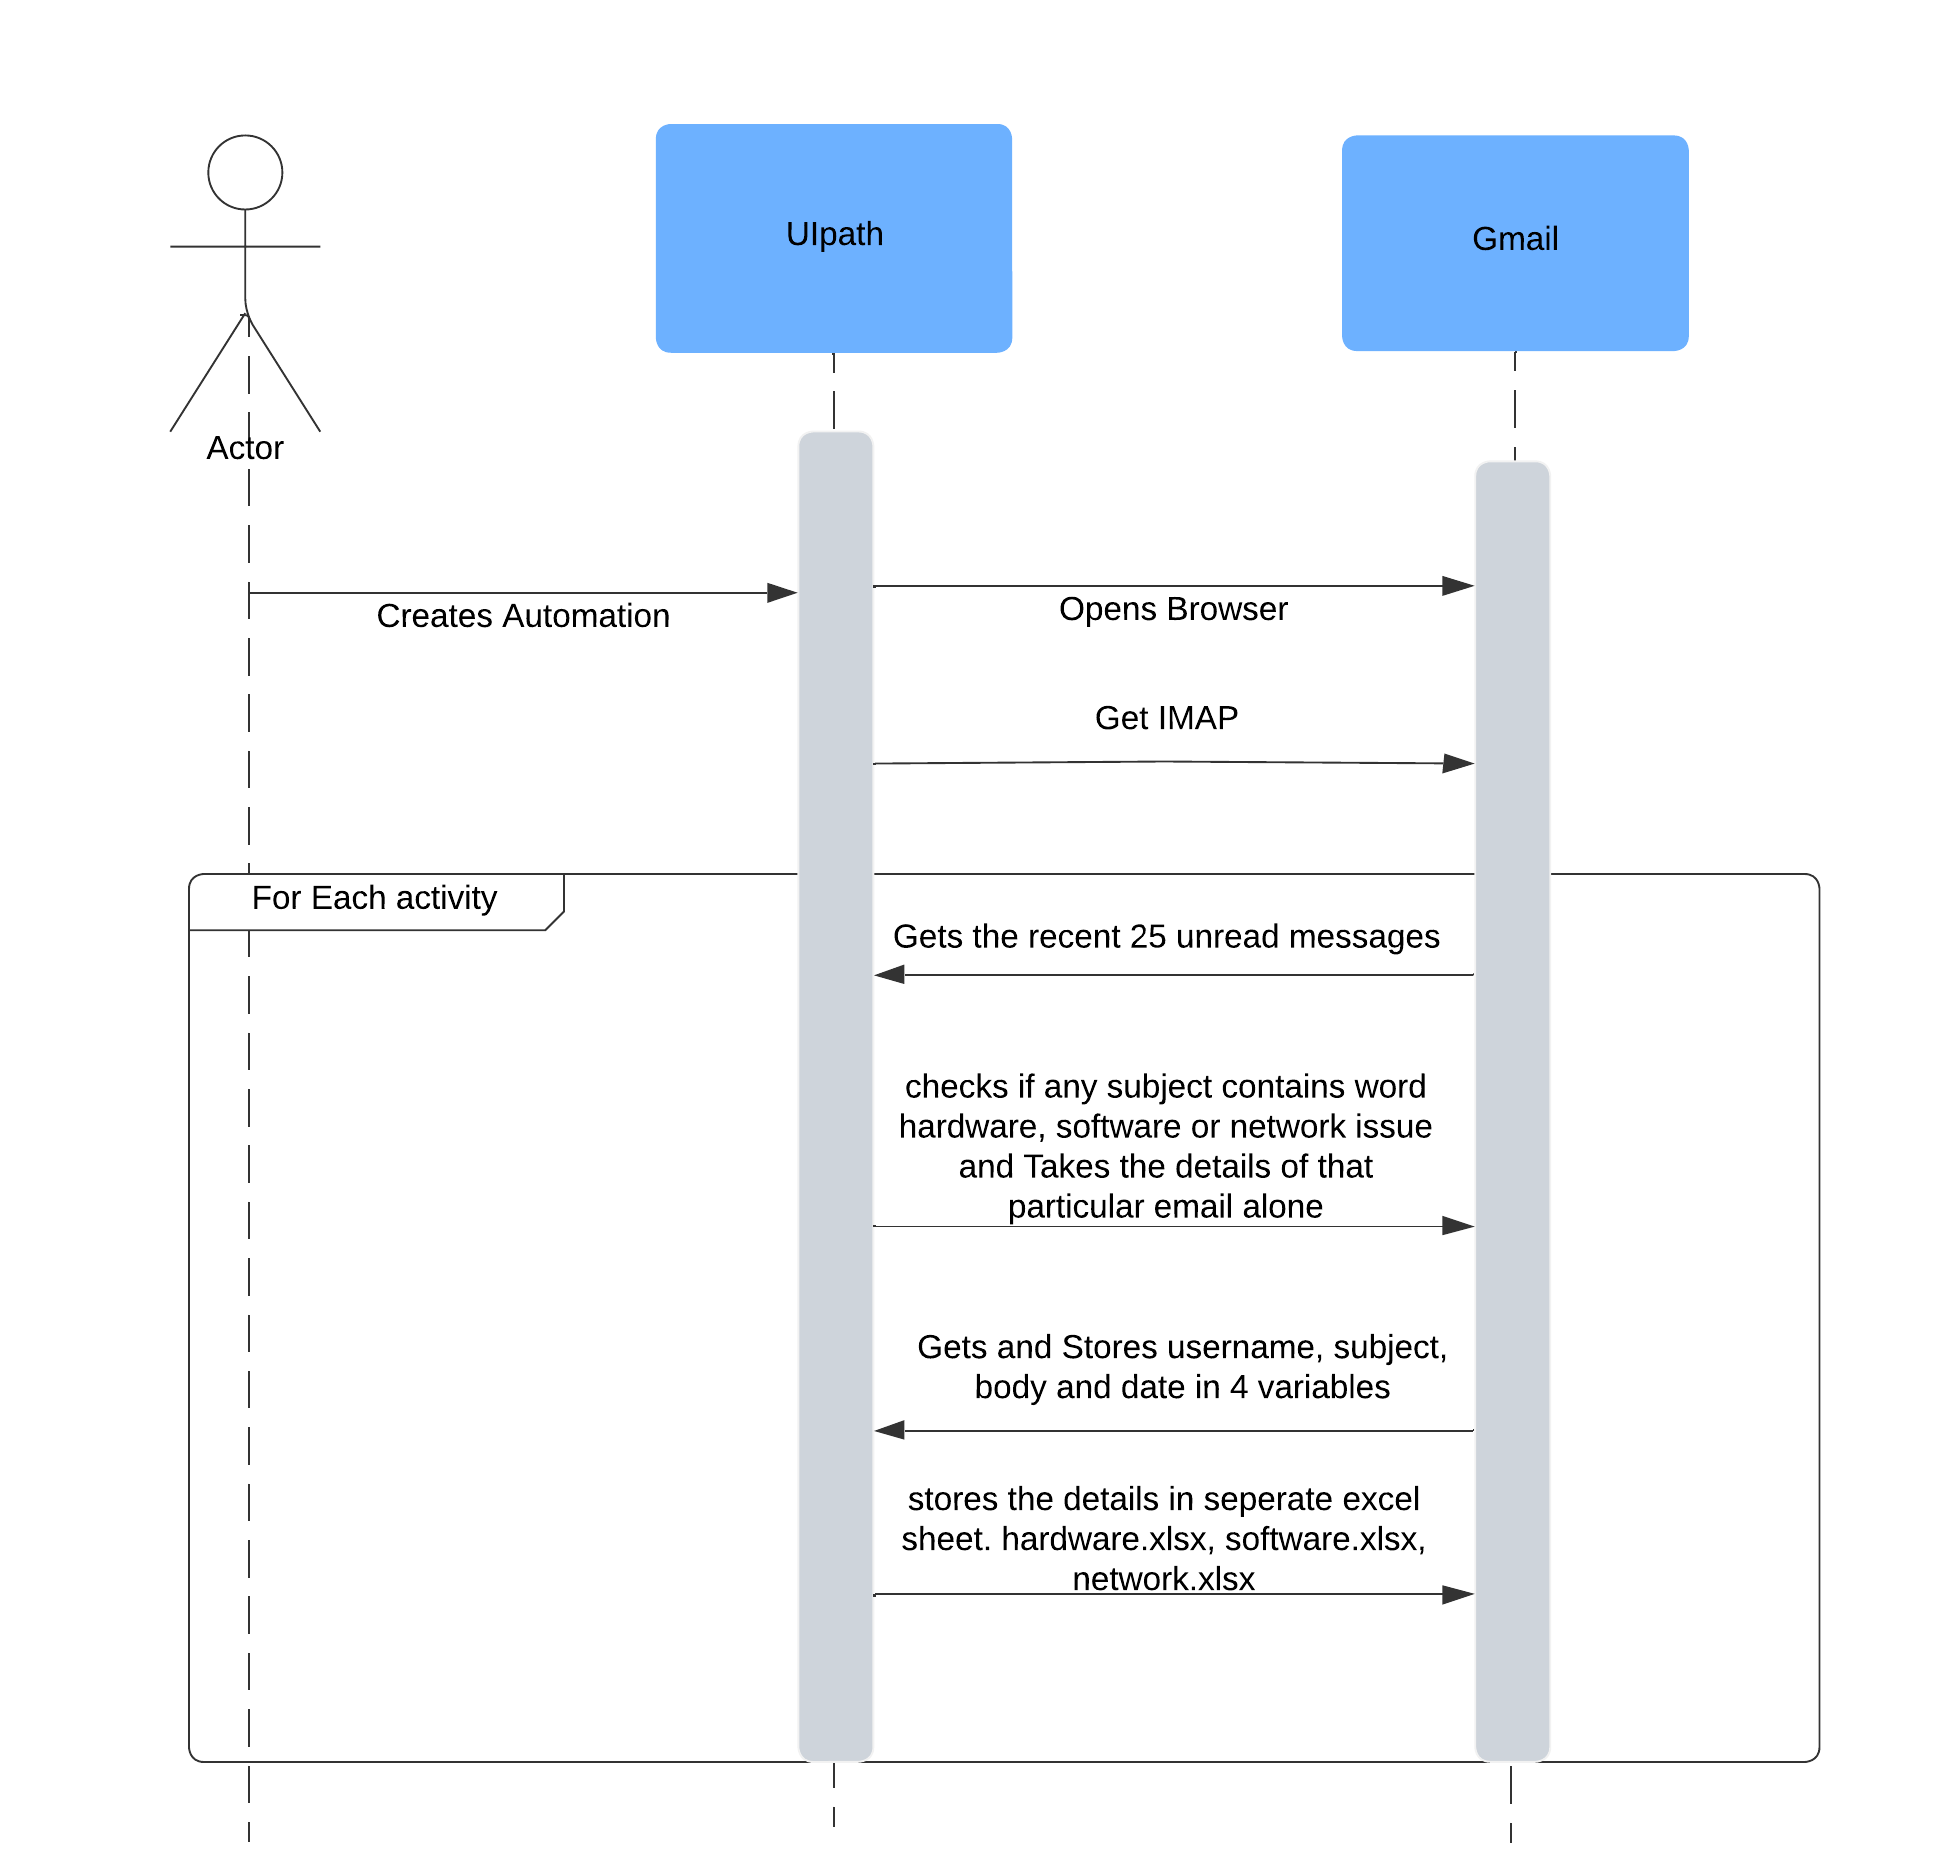 UIpath
Gmail
Actor
Creates Automation
Opens Browser
Get IMAP
For Each activity
Gets the recent 25 unread messages
checks if any subject contains word
hardware, software or network issue
and Takes the details of that
particular email alone
Gets and Stores username, subject,
body and date in 4 variables
stores the details in seperate excel
sheet. hardware.xlsx, software.xlsx,
network.xlsx